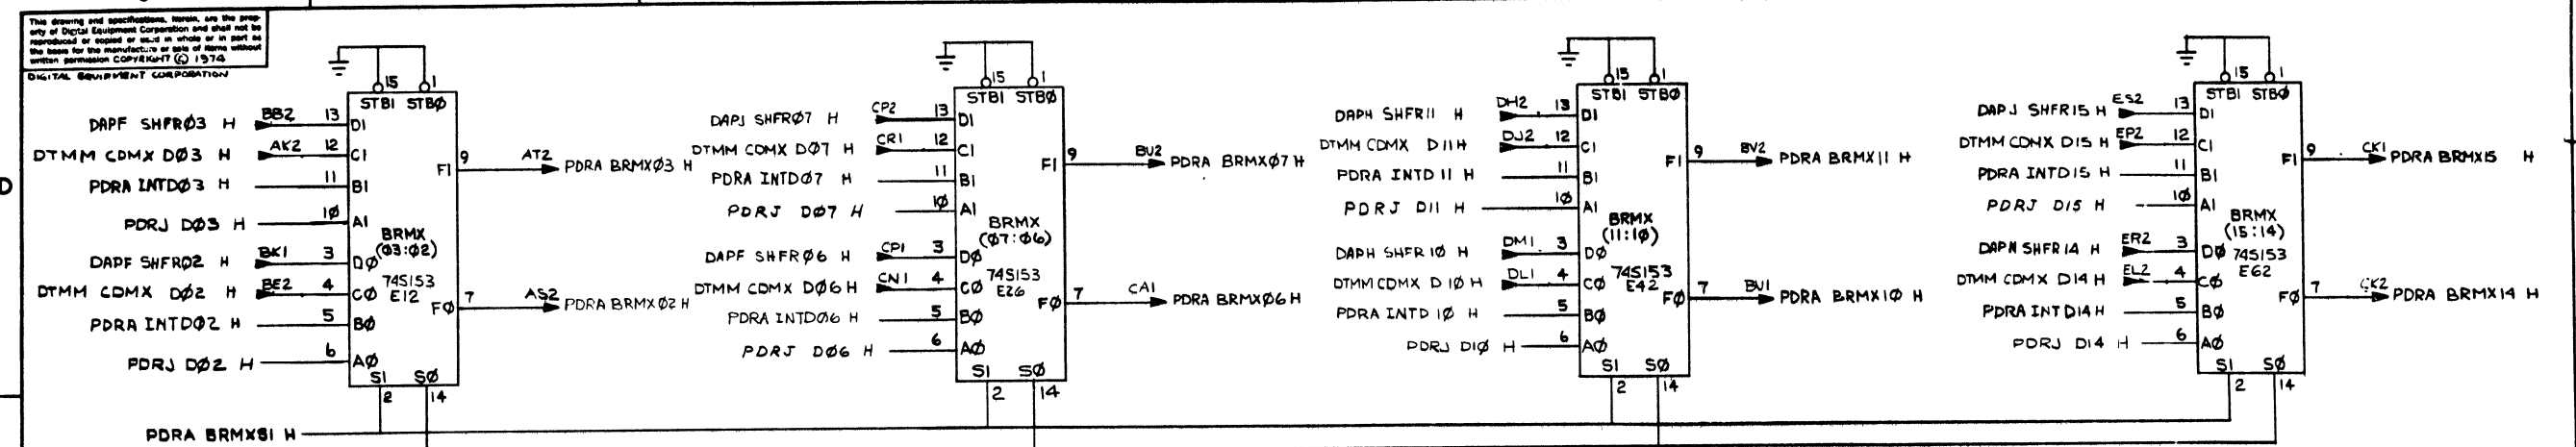 This drawing and specifications, herein, are the prop-
erty of Digital Equipment Corporation and shall not be
reproduced or copied or used in whole or in part as
the basis for the manufacture or sale of items without
written permission COPYRIGHT © 1974
DIGITAL EQUIPMENT CORPORATION
D
15 1
STB1 STBØ
DAPF SHFRØ3 H BB2 13 D1
DTMM CDMX DØ3 H AK2 12 C1
PDRA INTDØ3 H 11 B1
PDRJ DØ3 H 1Ø A1
F1 9 AT2 PDRA BRMXØ3 H
BRMX
(Ø3:Ø2)
74S153
E12
DAPF SHFRØ2 H BK1 3 DØ
DTMM CDMX DØ2 H BE2 4 CØ
PDRA INTDØ2 H 5 BØ
PDRJ DØ2 H 6 AØ
FØ 7 AS2 PDRA BRMXØ2 H
S1 SØ
2 14
15 1
STB1 STBØ
DAPJ SHFRØ7 H CP2 13 D1
DTMM CDMX DØ7 H CR1 12 C1
PDRA INTDØ7 H 11 B1
PDRJ DØ7 H 1Ø A1
F1 9 BU2 PDRA BRMXØ7 H
BRMX
(Ø7:Ø6)
74S153
E26
DAPF SHFRØ6 H CP1 3 DØ
DTMM CDMX DØ6 H CN1 4 CØ
PDRA INTDØ6 H 5 BØ
PDRJ DØ6 H 6 AØ
FØ 7 CA1 PDRA BRMXØ6 H
S1 SØ
2 14
15 1
STB1 STBØ
DAPH SHFR11 H DH2 13 D1
DTMM CDMX D11 H DJ2 12 C1
PDRA INTD 11 H 11 B1
PDRJ D11 H 1Ø A1
F1 9 BV2 PDRA BRMX11 H
BRMX
(11:1Ø)
74S153
E42
DAPH SHFR 1Ø H DM1 3 DØ
DTMM CDMX D 1Ø H DL1 4 CØ
PDRA INTD 1Ø H 5 BØ
PDRJ D1Ø H 6 AØ
FØ 7 BU1 PDRA BRMX1Ø H
S1 SØ
2 14
15 1
STB1 STBØ
DAPJ SHFR15 H ES2 13 D1
DTMM CDMX D15 H EP2 12 C1
PDRA INTD15 H 11 B1
PDRJ D15 H 1Ø A1
F1 9 CK1 PDRA BRMX15 H
BRMX
(15:14)
74S153
E62
DAPH SHFR14 H ER2 3 DØ
DTMM CDMX D14 H EL2 4 CØ
PDRA INTD14 H 5 BØ
PDRJ D14 H 6 AØ
FØ 7 CK2 PDRA BRMX14 H
S1 SØ
2 14
PDRA BRMXS1 H